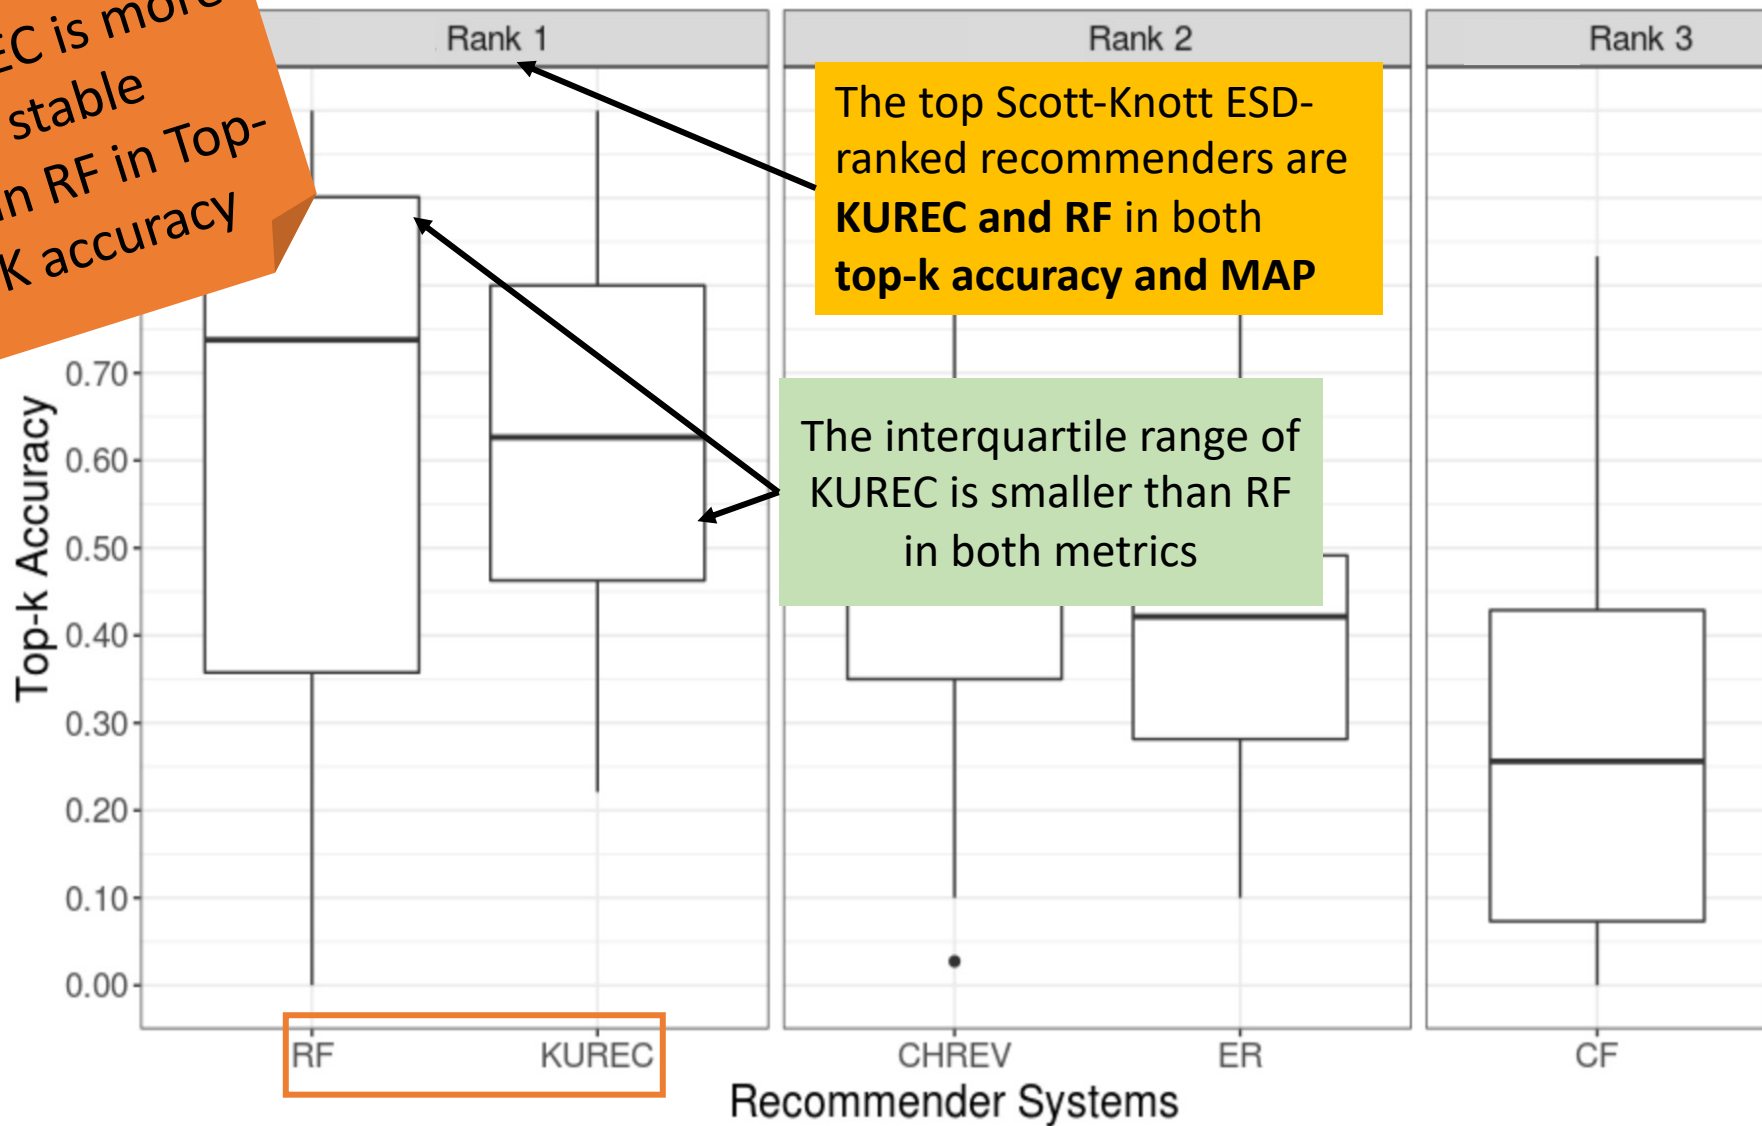 EC is more
stable
n RF in Top-
K accuracy
Rank 1
Rank 2
Rank 3
The top Scott-Knott ESD-
ranked recommenders are
KUREC and RF in both
top-k accuracy and MAP
The interquartile range of
KUREC is smaller than RF
in both metrics
Top-k Accuracy
0.70
0.60
0.50
0.40
0.30
0.20
0.10
0.00
RF
KUREC
CHREV
ER
CF
Recommender Systems